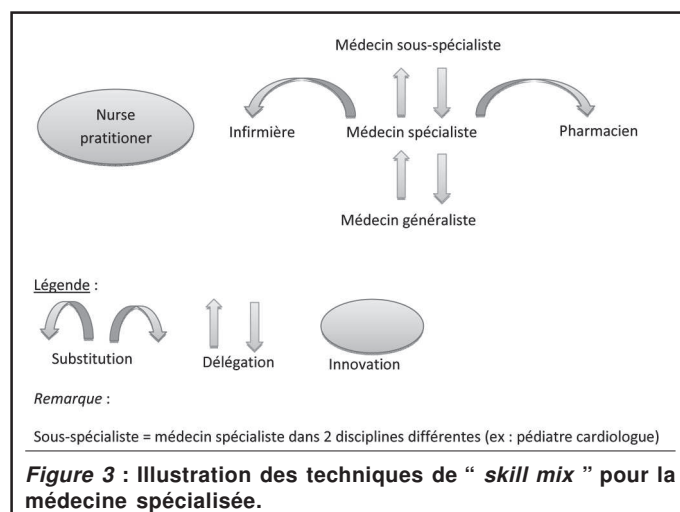 Médecin sous-spécialiste
Nurse
pratitioner
Infirmière
Médecin spécialiste
Pharmacien
Médecin généraliste
Légende :
Substitution
Délégation
Innovation
Remarque :
Sous-spécialiste = médecin spécialiste dans 2 disciplines différentes (ex : pédiatre cardiologue)
Figure 3 : Illustration des techniques de “ skill mix ” pour la
médecine spécialisée.